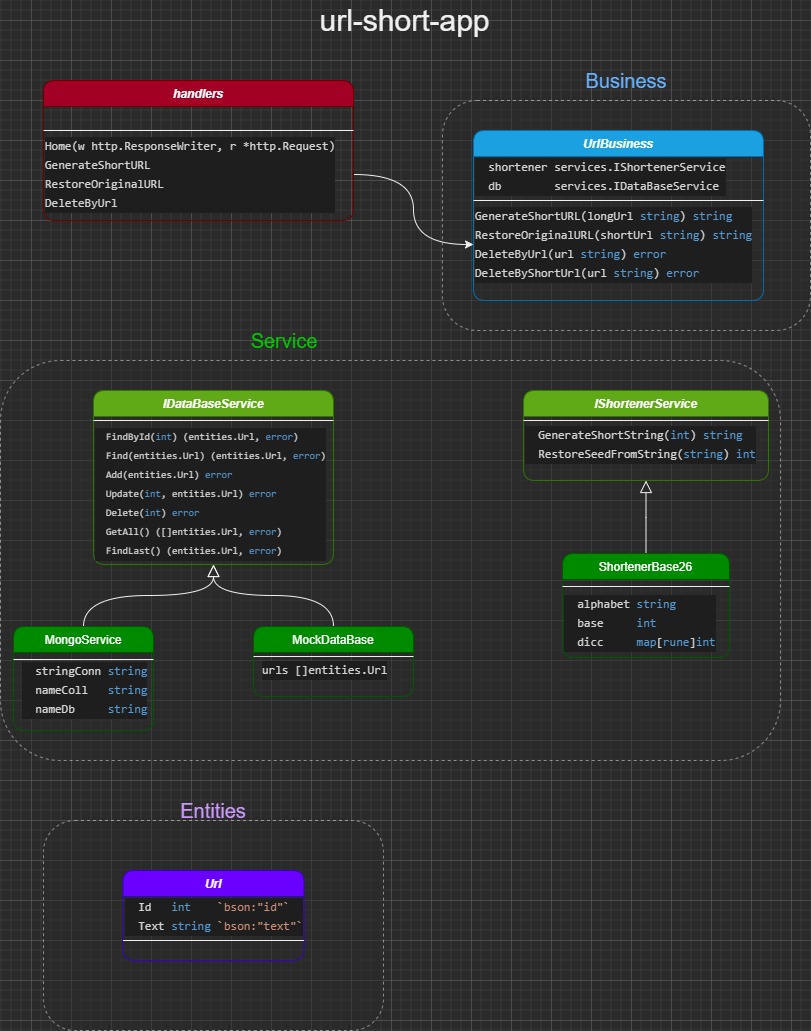 url-short-app
handlers
Home(w http.ResponseWriter, r *http.Request)
GenerateShortURL
RestoreOriginalURL
DeleteByUrl
Business
UrlBusiness
shortener services.IShortenerService
db services.IDataBaseService
GenerateShortURL(longUrl string) string
RestoreOriginalURL(shortUrl string) string
DeleteByUrl(url string) error
DeleteByShortUrl(url string) error
Service
IDataBaseService
FindById(int) (entities.Url, error)
Find(entities.Url) (entities.Url, error)
Add(entities.Url) error
Update(int, entities.Url) error
Delete(int) error
GetAll() ([]entities.Url, error)
FindLast() (entities.Url, error)
IShortenerService
GenerateShortString(int) string
RestoreSeedFromString(string) int
MongoService
stringConn string
nameColl string
nameDb string
MockDataBase
urls []entities.Url
ShortenerBase26
alphabet string
base int
dicc map[rune]int
Entities
Url
Id int `bson:"id"`
Text string `bson:"text"`